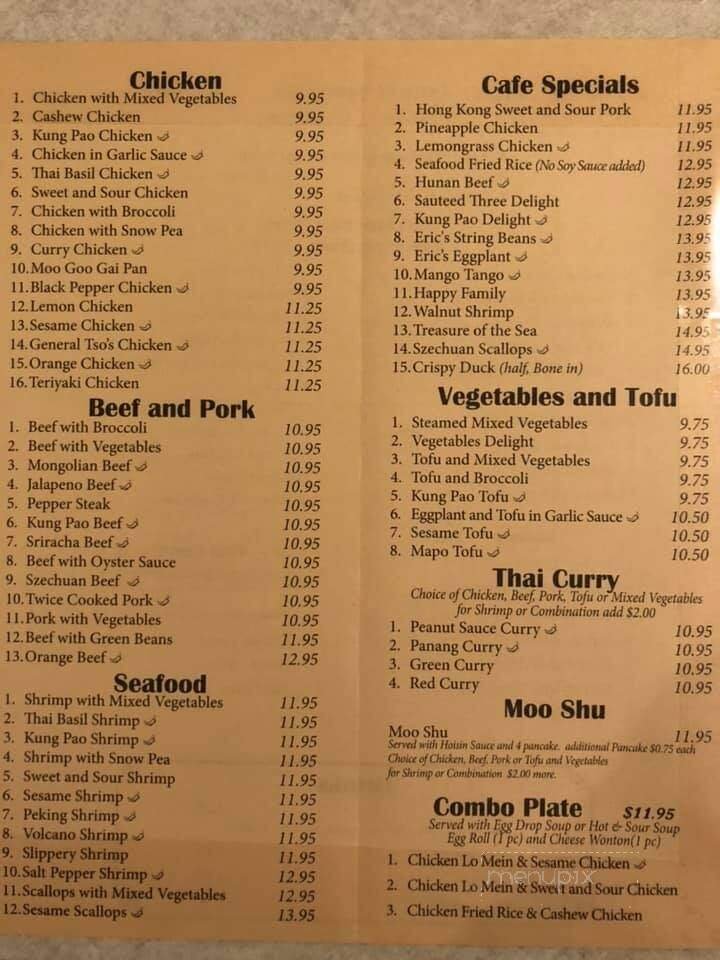 Chicken
1. Chicken with Mixed Vegetables 9.95
2. Cashew Chicken 9.95
3. Kung Pao Chicken 9.95
4. Chicken in Garlic Sauce 9.95
5. Thai Basil Chicken 9.95
6. Sweet and Sour Chicken 9.95
7. Chicken with Broccoli 9.95
8. Chicken with Snow Pea 9.95
9. Curry Chicken 9.95
10. Moo Goo Gai Pan 9.95
11. Black Pepper Chicken 9.95
12. Lemon Chicken 11.25
13. Sesame Chicken 11.25
14. General Tso's Chicken 11.25
15. Orange Chicken 11.25
16. Teriyaki Chicken 11.25
Beef and Pork
1. Beef with Broccoli 10.95
2. Beef with Vegetables 10.95
3. Mongolian Beef 10.95
4. Jalapeno Beef 10.95
5. Pepper Steak 10.95
6. Kung Pao Beef 10.95
7. Sriracha Beef 10.95
8. Beef with Oyster Sauce 10.95
9. Szechuan Beef 10.95
10. Twice Cooked Pork 10.95
11. Pork with Vegetables 10.95
12. Beef with Green Beans 11.95
13. Orange Beef 12.95
Seafood
1. Shrimp with Mixed Vegetables 11.95
2. Thai Basil Shrimp 11.95
3. Kung Pao Shrimp 11.95
4. Shrimp with Snow Pea 11.95
5. Sweet and Sour Shrimp 11.95
6. Sesame Shrimp 11.95
7. Peking Shrimp 11.95
8. Volcano Shrimp 11.95
9. Slippery Shrimp 11.95
10. Salt Pepper Shrimp 12.95
11. Scallops with Mixed Vegetables 12.95
12. Sesame Scallops 13.95
Cafe Specials
1. Hong Kong Sweet and Sour Pork 11.95
2. Pineapple Chicken 11.95
3. Lemongrass Chicken 11.95
4. Seafood Fried Rice (No Soy Sauce added) 12.95
5. Hunan Beef 12.95
6. Sauteed Three Delight 12.95
7. Kung Pao Delight 12.95
8. Eric's String Beans 13.95
9. Eric's Eggplant 13.95
10. Mango Tango 13.95
11. Happy Family 13.95
12. Walnut Shrimp 13.95
13. Treasure of the Sea 14.95
14. Szechuan Scallops 14.95
15. Crispy Duck (half, Bone in) 16.00
Vegetables and Tofu
1. Steamed Mixed Vegetables 9.75
2. Vegetables Delight 9.75
3. Tofu and Mixed Vegetables 9.75
4. Tofu and Broccoli 9.75
5. Kung Pao Tofu 9.75
6. Eggplant and Tofu in Garlic Sauce 10.50
7. Sesame Tofu 10.50
8. Mapo Tofu 10.50
Thai Curry
Choice of Chicken, Beef, Pork, Tofu or Mixed Vegetables
for Shrimp or Combination add $2.00
1. Peanut Sauce Curry 10.95
2. Panang Curry 10.95
3. Green Curry 10.95
4. Red Curry 10.95
Moo Shu
Moo Shu 11.95
Served with Hoisin Sauce and 4 pancake. additional Pancake $0.75 each
Choice of Chicken, Beef, Pork or Tofu and Vegetables
for Shrimp or Combination $2.00 more.
Combo Plate $11.95
Served with Egg Drop Soup or Hot & Sour Soup
Egg Roll (1 pc) and Cheese Wonton(1 pc)
1. Chicken Lo Mein & Sesame Chicken
menupix
2. Chicken Lo Mein & Sweet and Sour Chicken
3. Chicken Fried Rice & Cashew Chicken